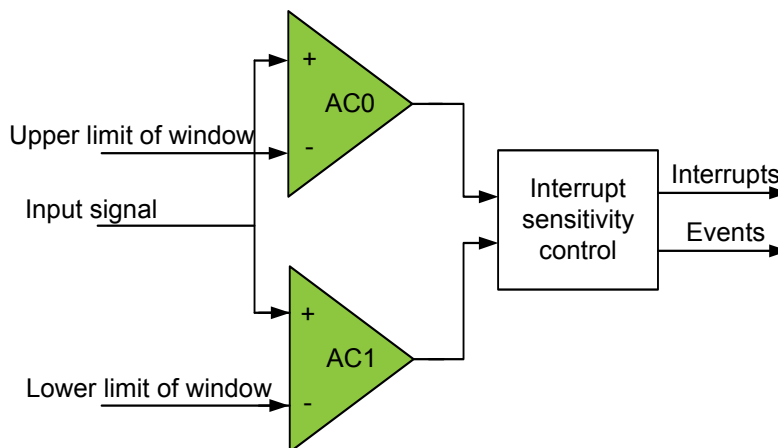 +
AC0
-
Upper limit of window
Input signal
Interrupt
sensitivity
control
Interrupts
Events
+
AC1
-
Lower limit of window